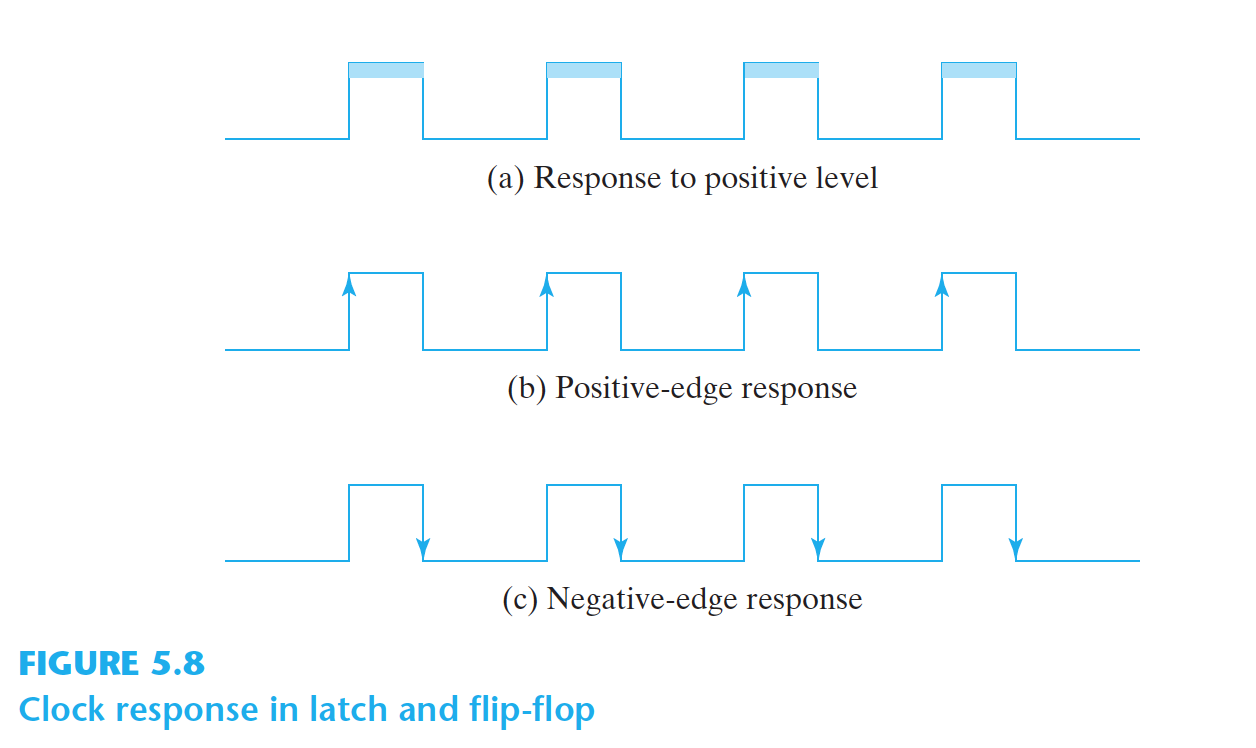 (a) Response to positive level
(b) Positive-edge response
(c) Negative-edge response
FIGURE 5.8
Clock response in latch and flip-flop